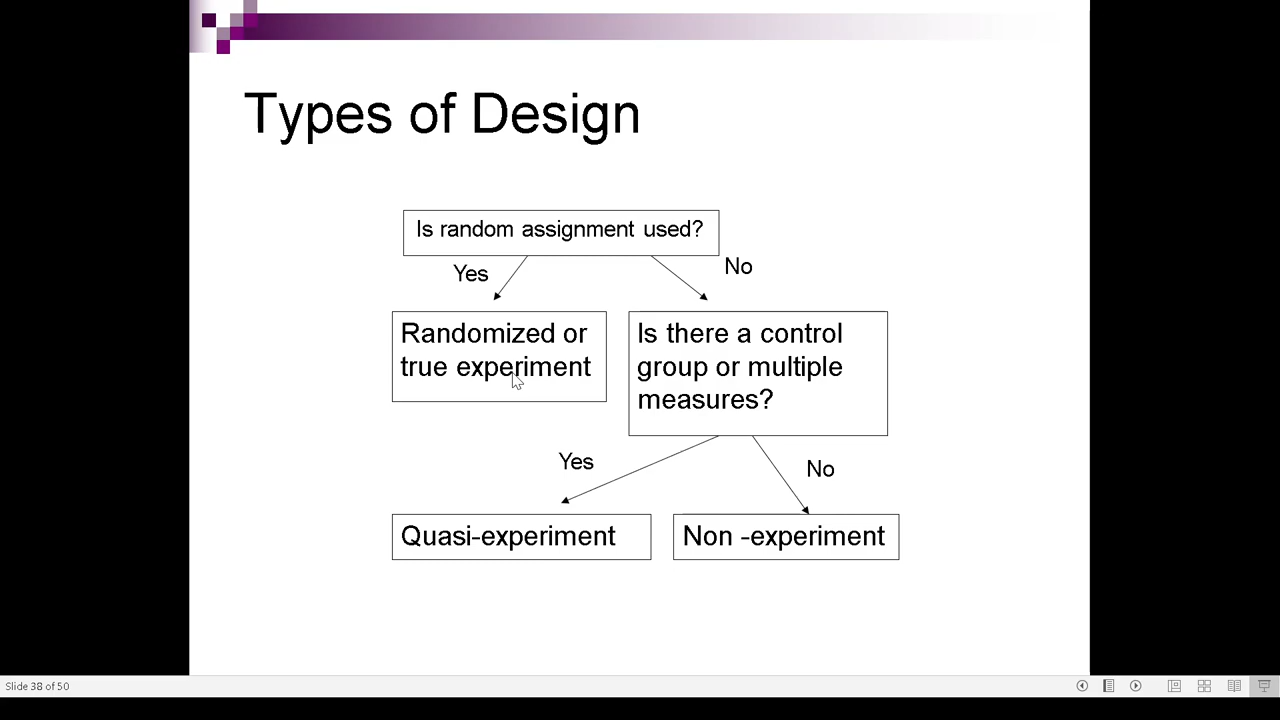 Types of Design
Is random assignment used?
Yes
No
Randomized or
true experiment
Is there a control
group or multiple
measures?
Yes
No
Quasi-experiment
Non -experiment
Slide 38 of 50